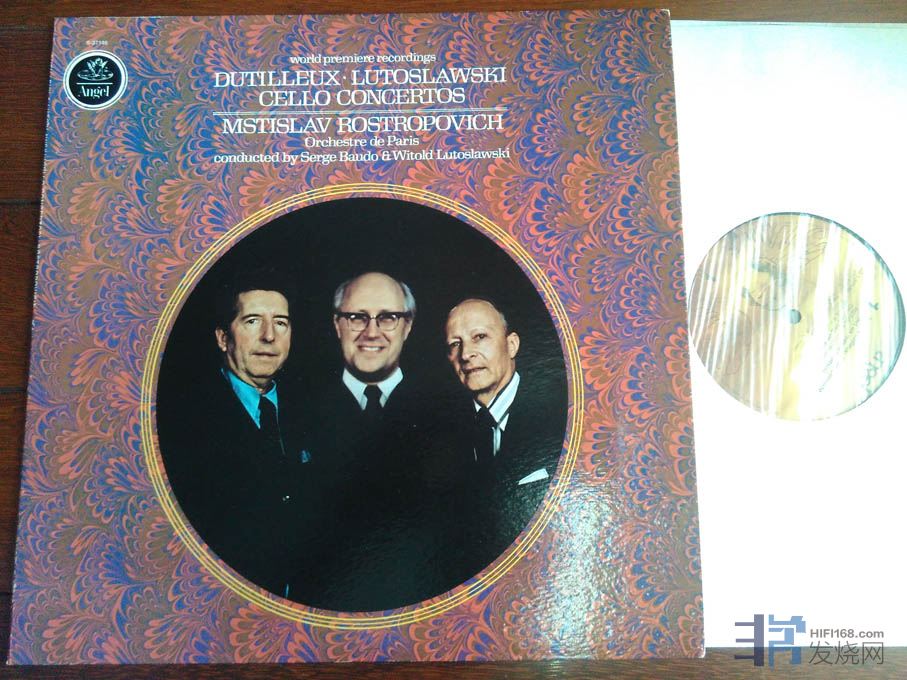 S-37146
Angel
world premiere recordings
DUTILLEUX · LUTOSLAWSKI
CELLO CONCERTOS
MSTISLAV ROSTROPOVICH
Orchestre de Paris
conducted by Serge Baudo & Witold Lutoslawski
HIFI168.com
发烧网